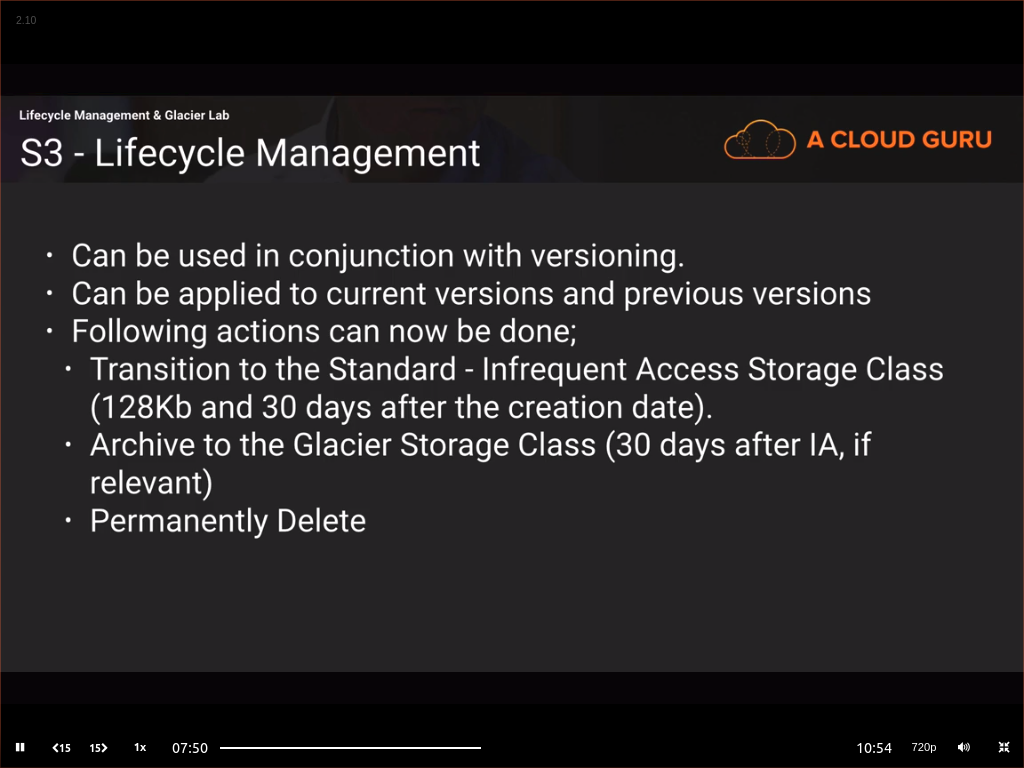 2.10
Lifecycle Management & Glacier Lab
S3 - Lifecycle Management
A CLOUD GURU
• Can be used in conjunction with versioning.
• Can be applied to current versions and previous versions
• Following actions can now be done;
• Transition to the Standard - Infrequent Access Storage Class
(128Kb and 30 days after the creation date).
• Archive to the Glacier Storage Class (30 days after IA, if
relevant)
• Permanently Delete
15 15 1x 07:50 10:54 720p